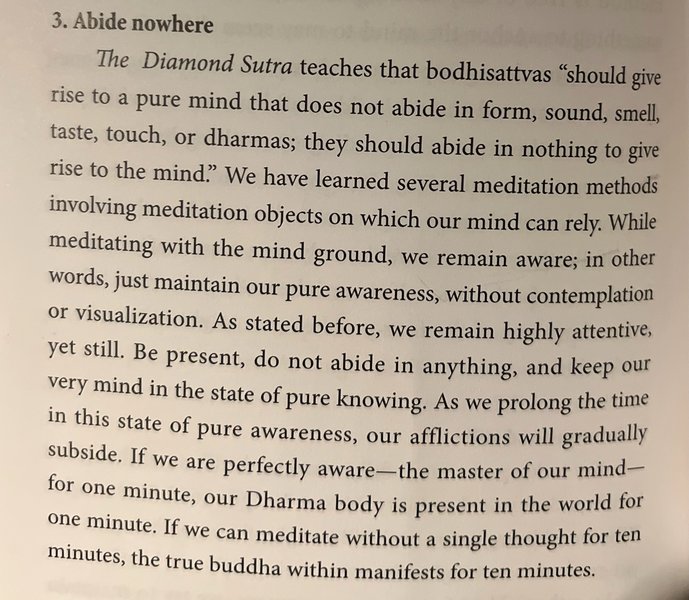 3. Abide nowhere
The Diamond Sutra teaches that bodhisattvas “should give
rise to a pure mind that does not abide in form, sound, smell,
taste, touch, or dharmas; they should abide in nothing to give
rise to the mind.” We have learned several meditation methods
involving meditation objects on which our mind can rely. While
meditating with the mind ground, we remain aware; in other
words, just maintain our pure awareness, without contemplation
or visualization. As stated before, we remain highly attentive,
yet still. Be present, do not abide in anything, and keep our
very mind in the state of pure knowing. As we prolong the time
in this state of pure awareness, our afflictions will gradually
subside. If we are perfectly aware—the master of our mind—
for one minute, our Dharma body is present in the world for
one minute. If we can meditate without a single thought for ten
minutes, the true buddha within manifests for ten minutes.